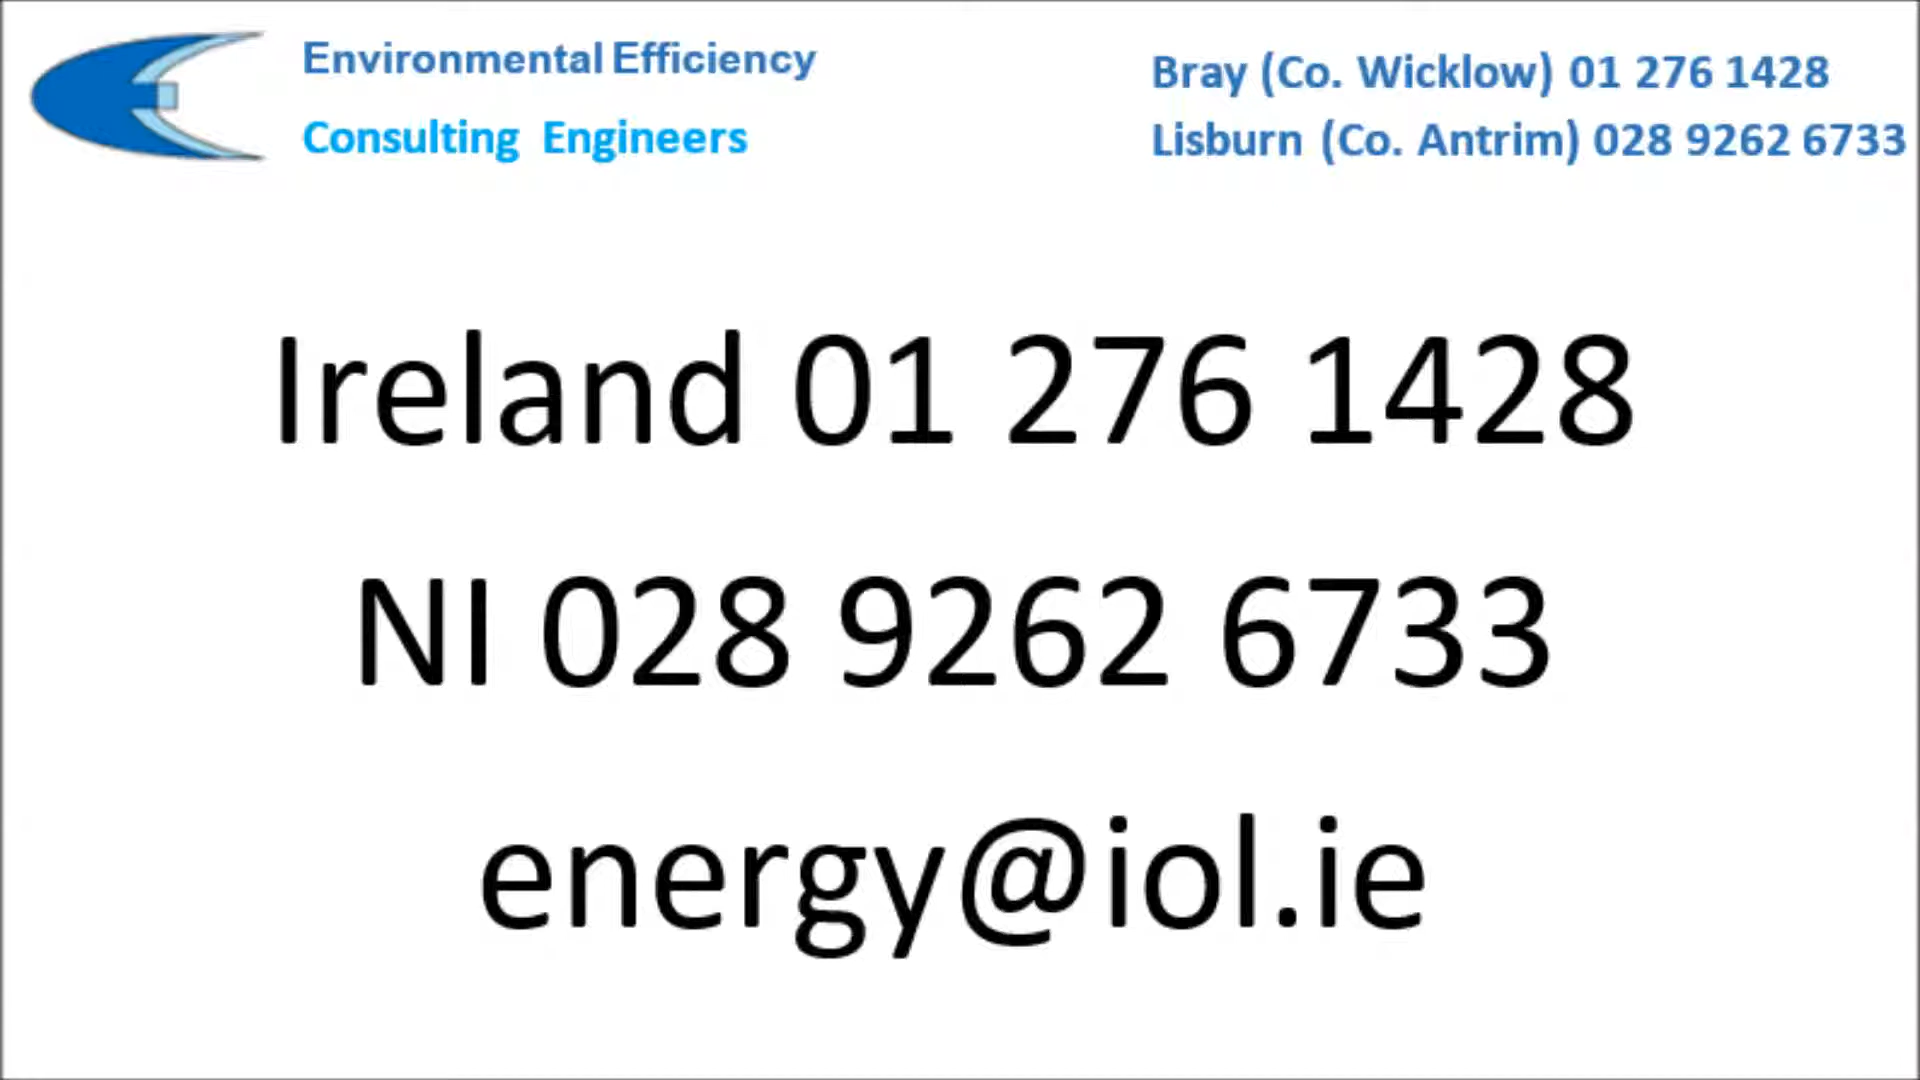 Environmental Efficiency
Consulting Engineers
Bray (Co. Wicklow) 01 276 1428
Lisburn (Co. Antrim) 028 9262 6733
Ireland 01 276 1428
NI 028 9262 6733
energy@iol.ie